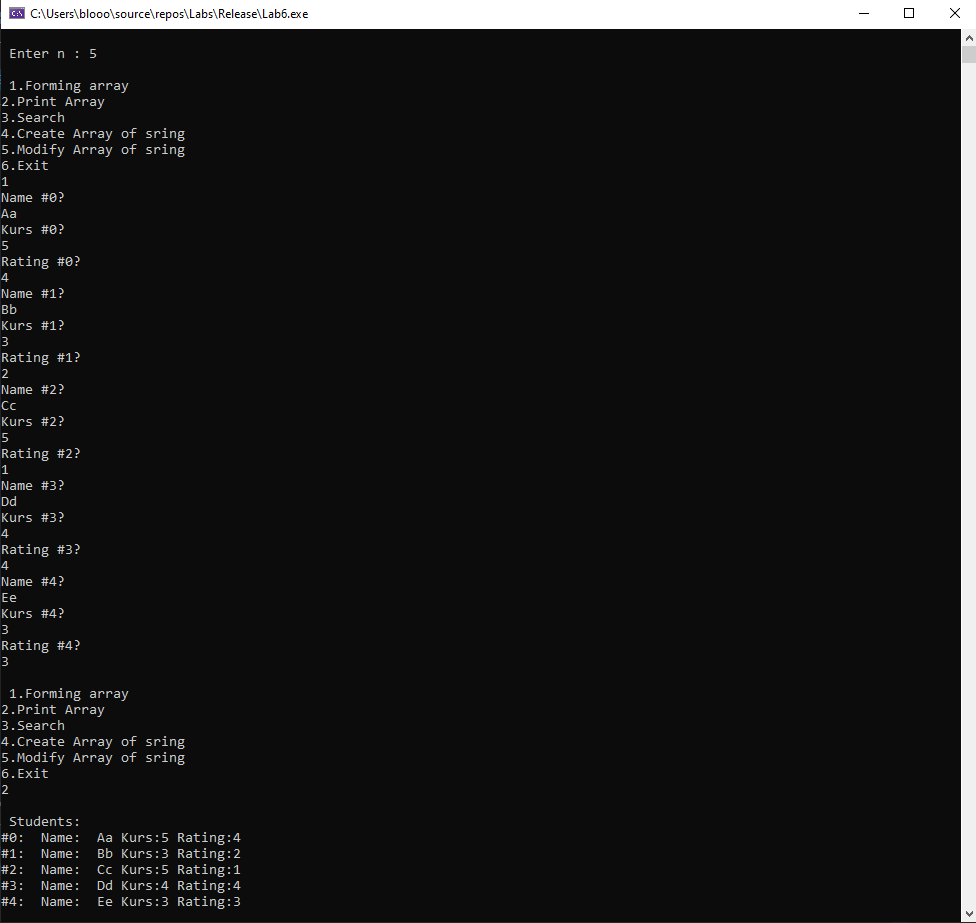 C:\Users\blooo\source\repos\Labs\Release\Lab6.exe
Enter n : 5
1.Forming array
2.Print Array
3.Search
4.Create Array of sring
5.Modify Array of sring
6.Exit
1
Name #0?
Aa
Kurs #0?
5
Rating #0?
4
Name #1?
Bb
Kurs #1?
3
Rating #1?
2
Name #2?
Cc
Kurs #2?
5
Rating #2?
1
Name #3?
Dd
Kurs #3?
4
Rating #3?
4
Name #4?
Ee
Kurs #4?
3
Rating #4?
3
1.Forming array
2.Print Array
3.Search
4.Create Array of sring
5.Modify Array of sring
6.Exit
2
Students:
#0:  Name:  Aa Kurs:5 Rating:4
#1:  Name:  Bb Kurs:3 Rating:2
#2:  Name:  Cc Kurs:5 Rating:1
#3:  Name:  Dd Kurs:4 Rating:4
#4:  Name:  Ee Kurs:3 Rating:3